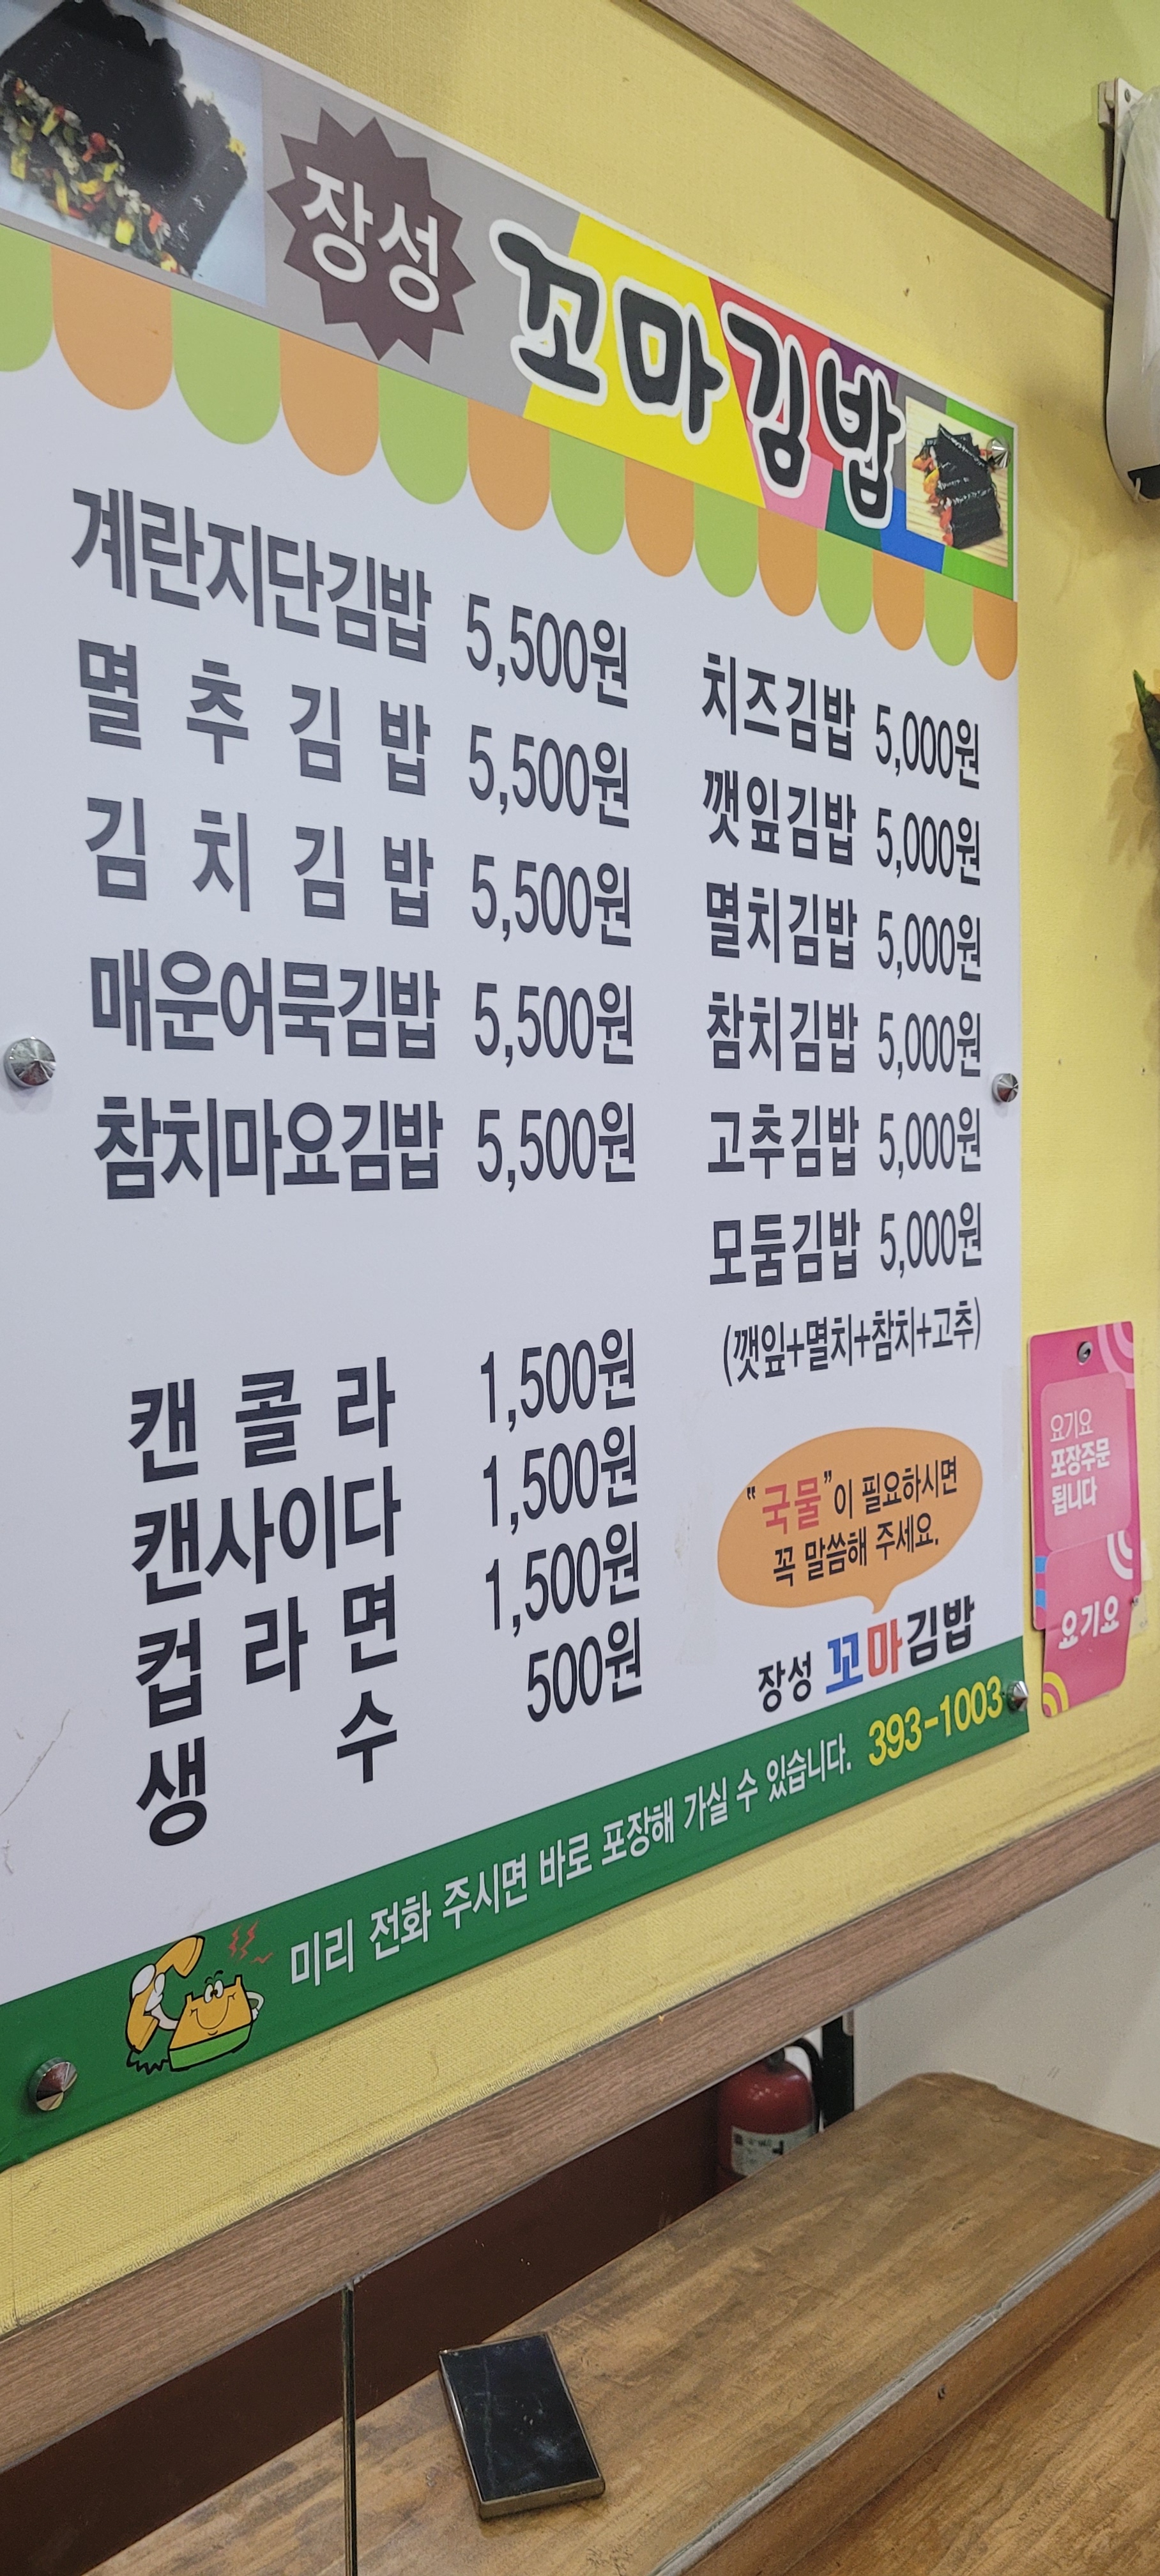 장성 꼬마김밥
계란지단김밥 5,500원
멸추김밥 5,500원
김치김밥 5,500원
매운어묵김밥 5,500원
참치마요김밥 5,500원
캔콜라 1,500원
캔사이다 1,500원
컵라면 1,500원
생수 500원
치즈김밥 5,000원
깻잎김밥 5,000원
멸치김밥 5,000원
참치김밥 5,000원
고추김밥 5,000원
모둠김밥 5,000원
(깻잎+멸치+참치+고추)
"국물"이 필요하시면
꼭 말씀해 주세요.
장성 꼬마김밥
미리 전화 주시면 바로 포장해 가실 수 있습니다. 393-1003
요기요
포장주문
됩니다
요기요